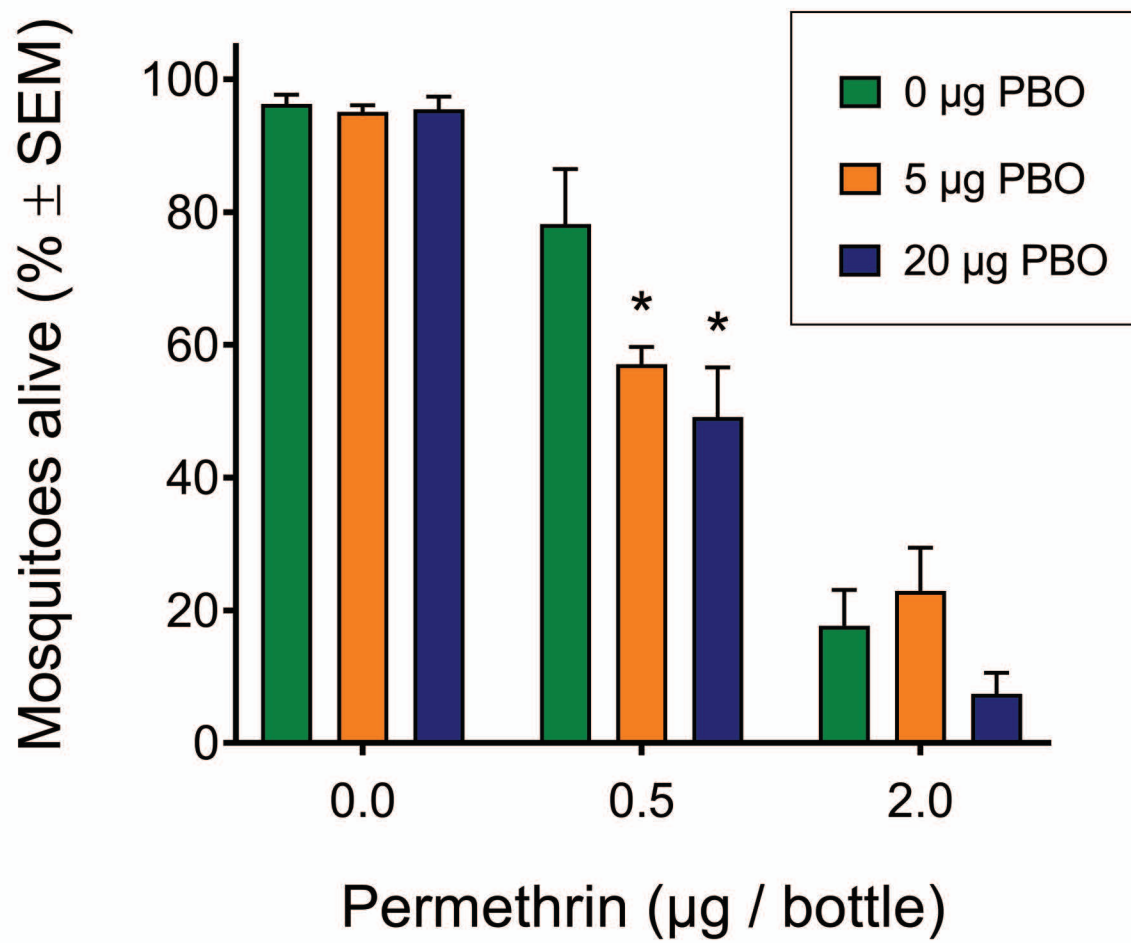 Mosquitoes alive (% ± SEM)
100
80
60
40
20
0
0 µg PBO
5 µg PBO
20 µg PBO
*
*
0.0
0.5
2.0
Permethrin (µg / bottle)